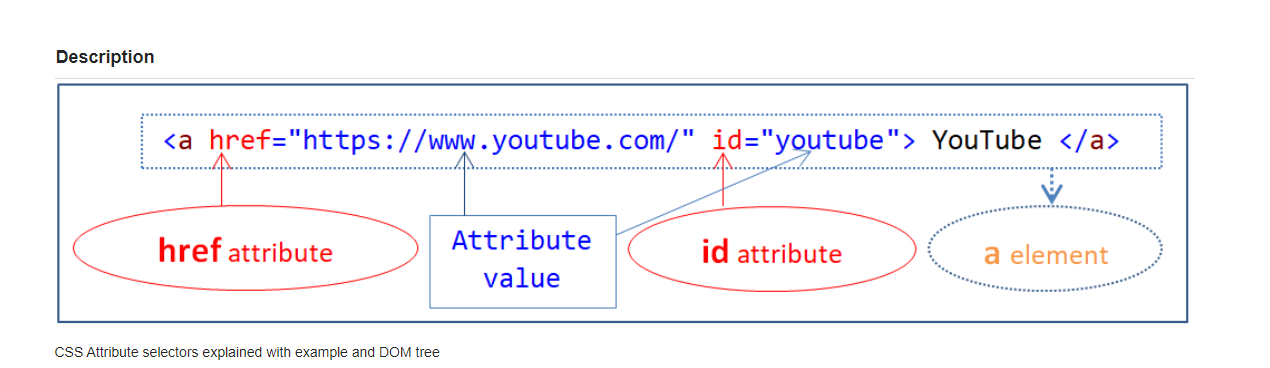 Description
<a href="https://www.youtube.com/" id="youtube"> YouTube </a>
href attribute
Attribute
value
id attribute
a element
CSS Attribute selectors explained with example and DOM tree